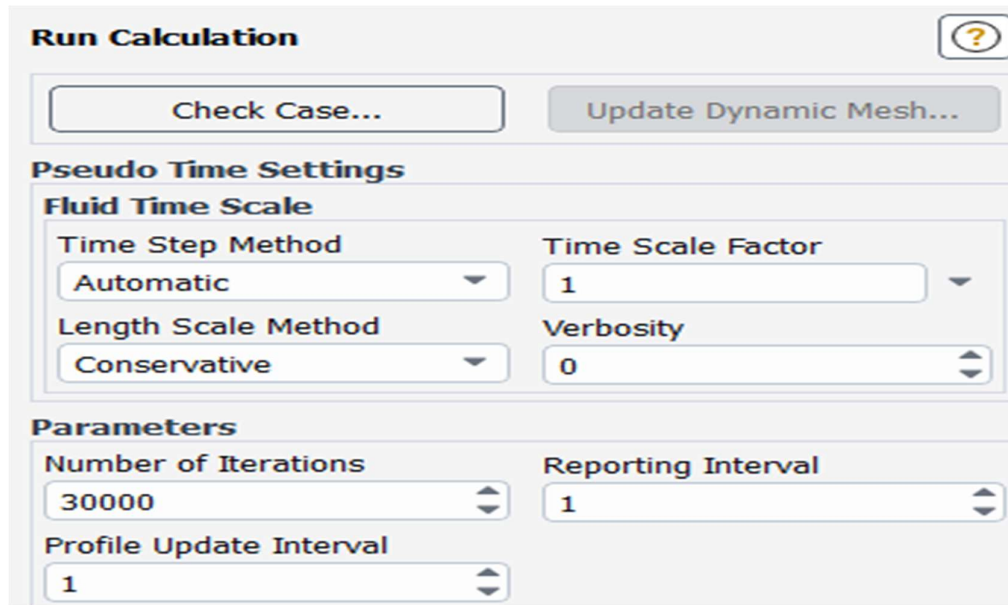 Run Calculation
?
Check Case...
Update Dynamic Mesh...
Pseudo Time Settings
Fluid Time Scale
Time Step Method
Time Scale Factor
Automatic
1
Length Scale Method
Verbosity
Conservative
0
Parameters
Number of Iterations
Reporting Interval
30000
1
Profile Update Interval
1